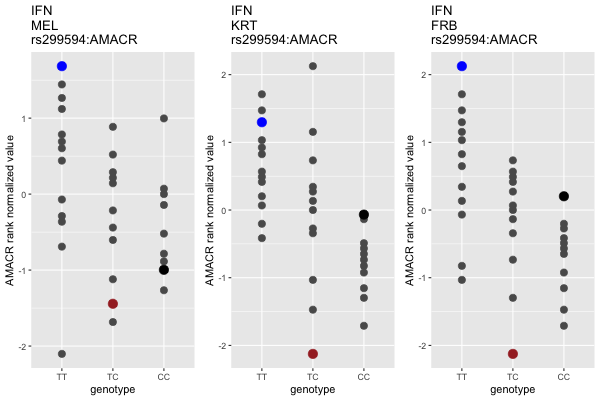 IFN
MEL
rs299594:AMACR
AMACR rank normalized value
1
0
-1
-2
TT TC CC
genotype
IFN
KRT
rs299594:AMACR
AMACR rank normalized value
2
1
0
-1
-2
TT TC CC
genotype
IFN
FRB
rs299594:AMACR
AMACR rank normalized value
2
1
0
-1
-2
TT TC CC
genotype